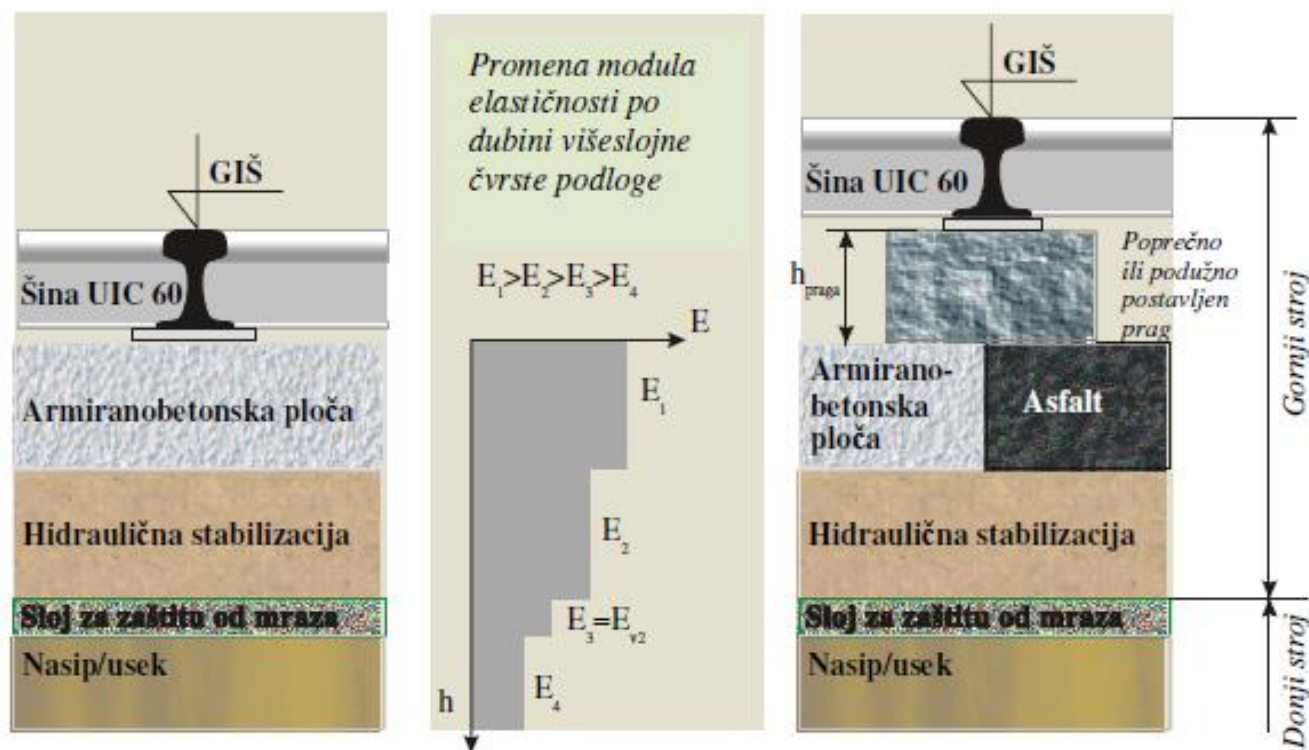 GIŠ
Šina UIC 60
Armiranobetonska ploča
Hidraulična stabilizacija
Sloj za zaštitu od mraza
Nasip/usek
Promena modula
elastičnosti po
dubini višeslojne
čvrste podloge
E₁>E₂>E₃>E₄
E
E₁
E₂
E₃=Eᵥ₂
E₄
h
GIŠ
Šina UIC 60
hpraga
Poprečno
ili podužno
postavljen
prag
Armirano-
betonska
ploča
Asfalt
Hidraulična stabilizacija
Sloj za zaštitu od mraza
Nasip/usek
Gornji stroj
Donji stroj